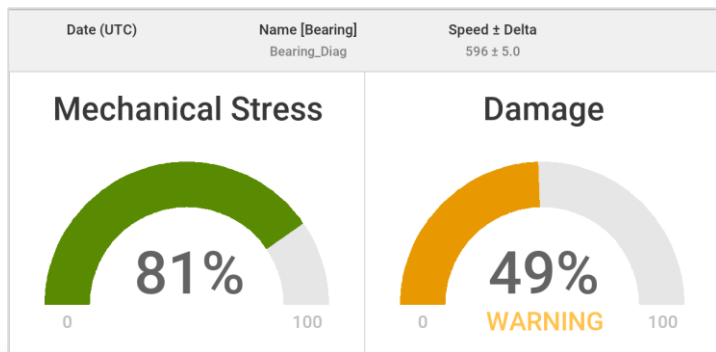 Date (UTC) Name [Bearing] Speed ± Delta
Bearing_Diag 596 ± 5.0
Mechanical Stress
81%
0 100
Damage
49%
WARNING
0 100